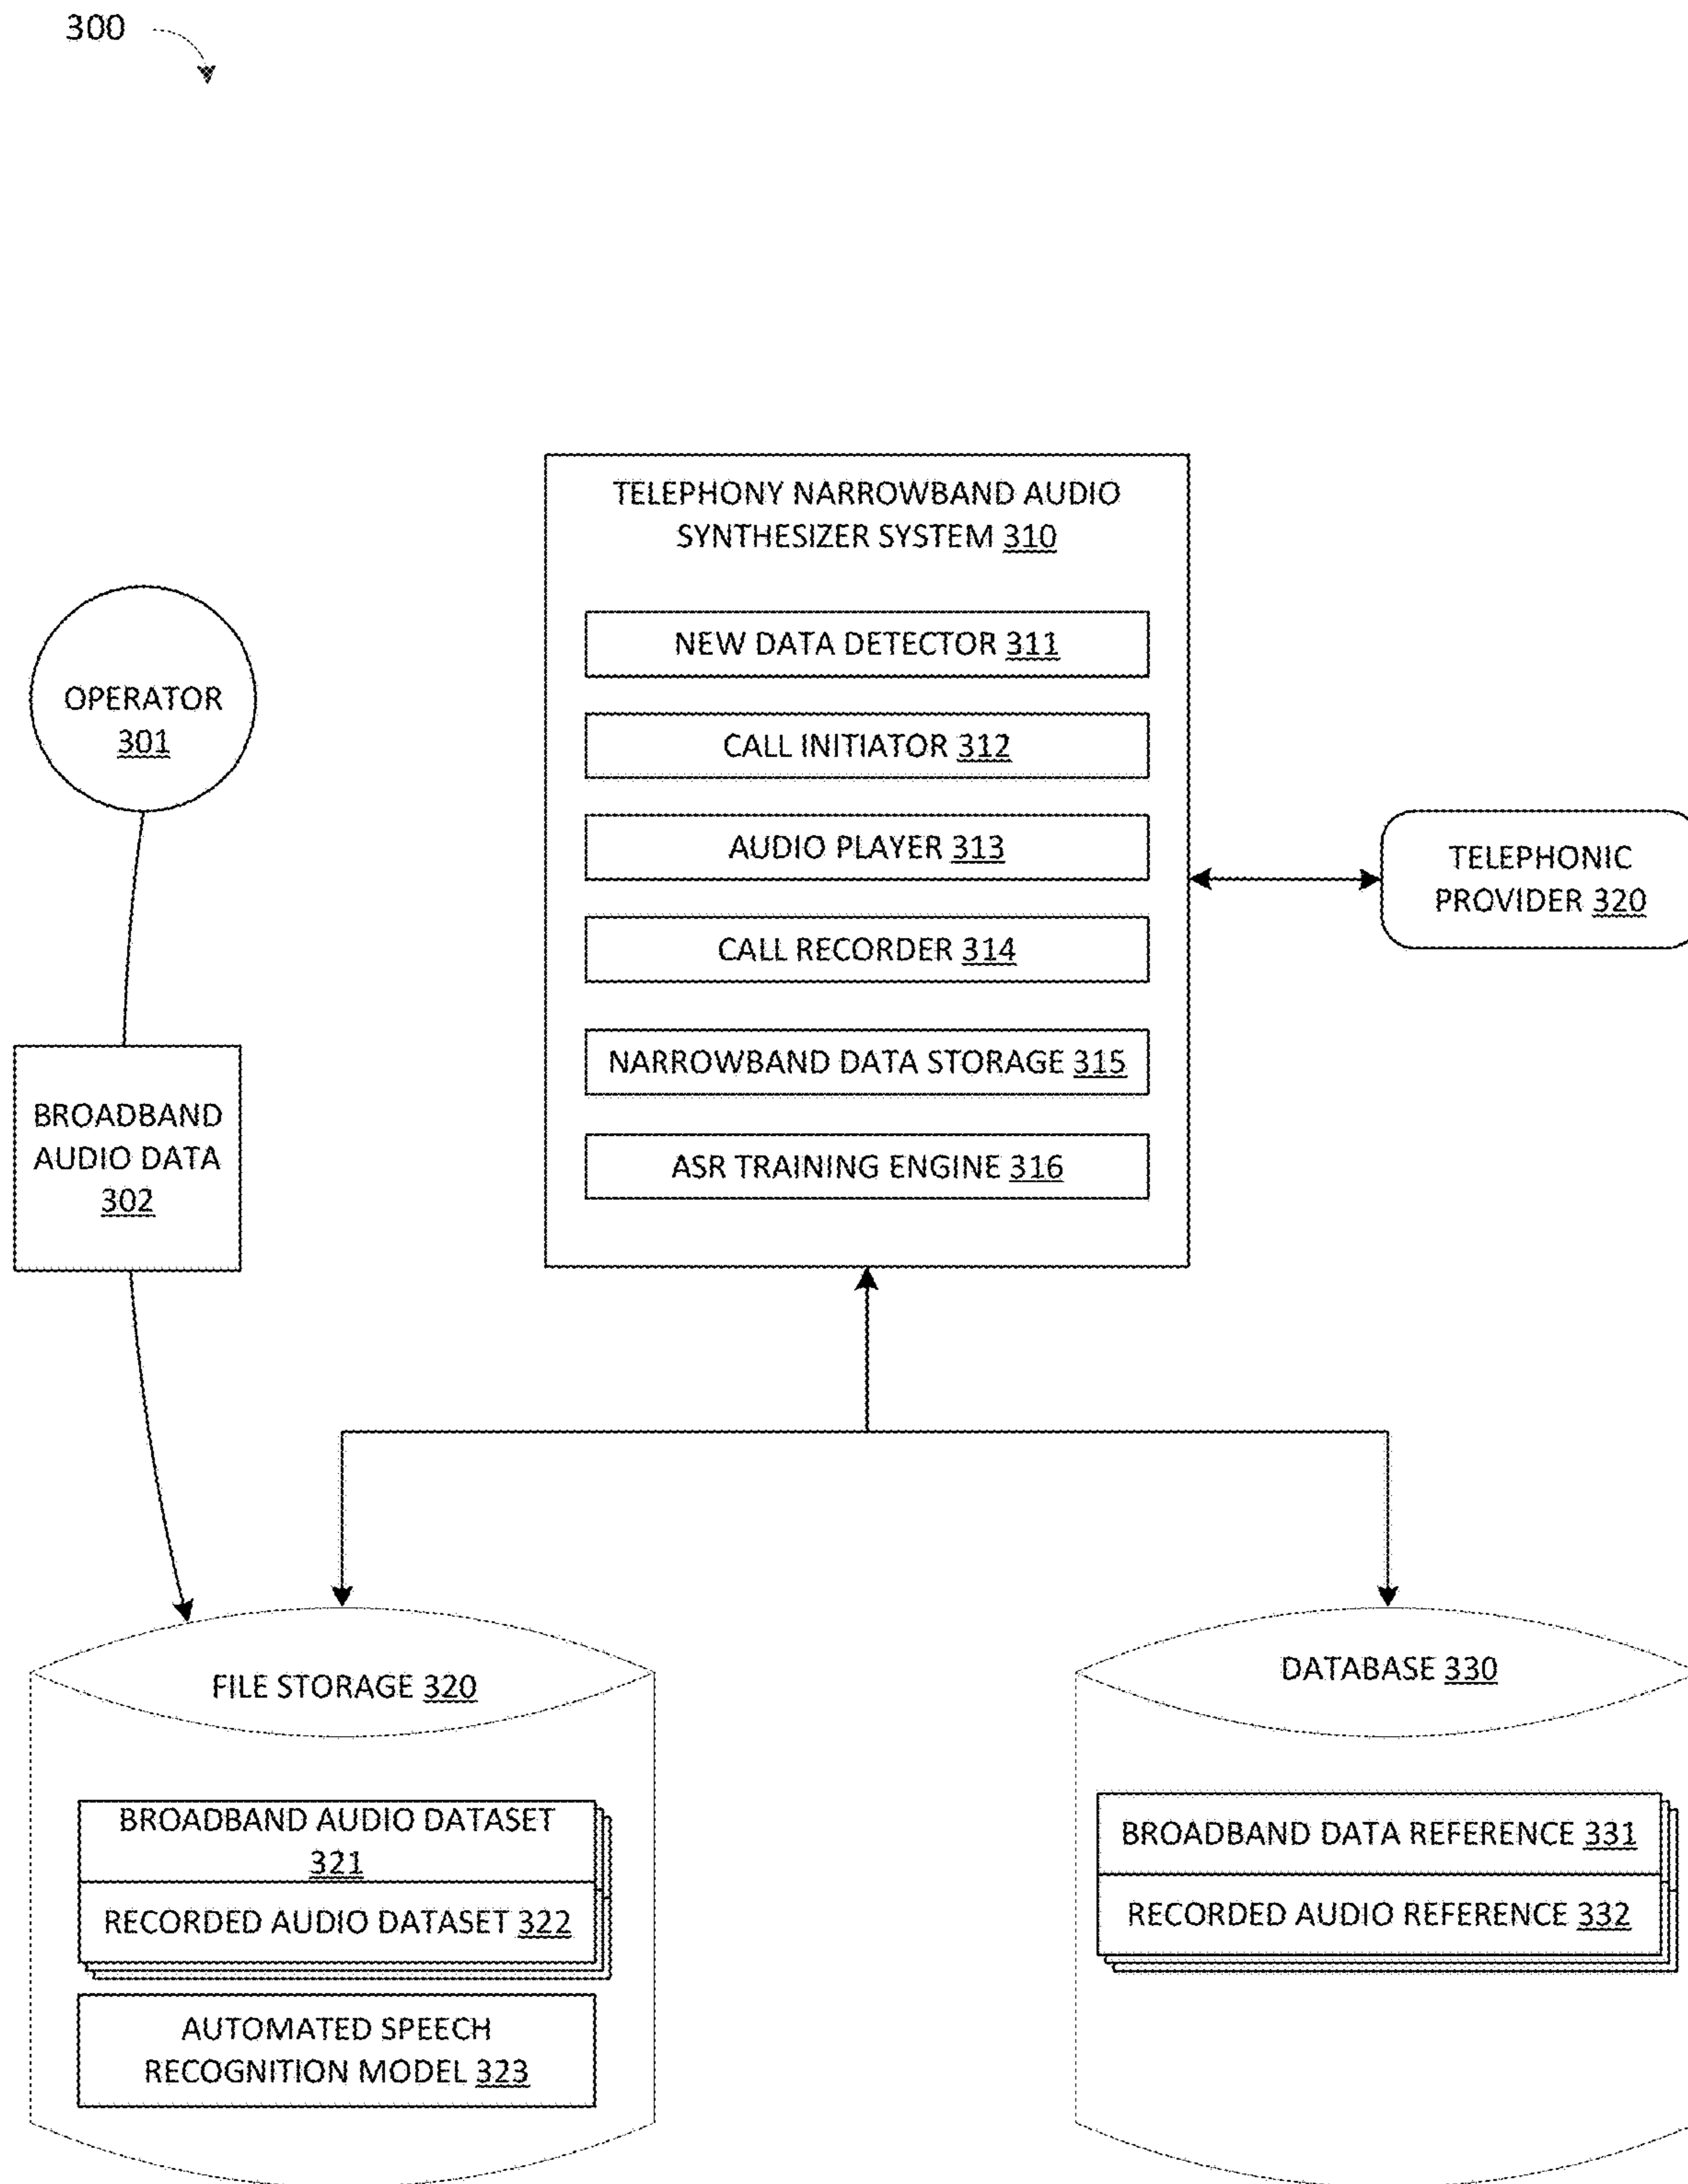 300
TELEPHONY NARROWBAND AUDIO
SYNTHESIZER SYSTEM 310
NEW DATA DETECTOR 311
CALL INITIATOR 312
AUDIO PLAYER 313
CALL RECORDER 314
NARROWBAND DATA STORAGE 315
ASR TRAINING ENGINE 316
OPERATOR
301
BROADBAND
AUDIO DATA
302
TELEPHONIC
PROVIDER 320
FILE STORAGE 320
BROADBAND AUDIO DATASET
321
RECORDED AUDIO DATASET 322
AUTOMATED SPEECH
RECOGNITION MODEL 323
DATABASE 330
BROADBAND DATA REFERENCE 331
RECORDED AUDIO REFERENCE 332